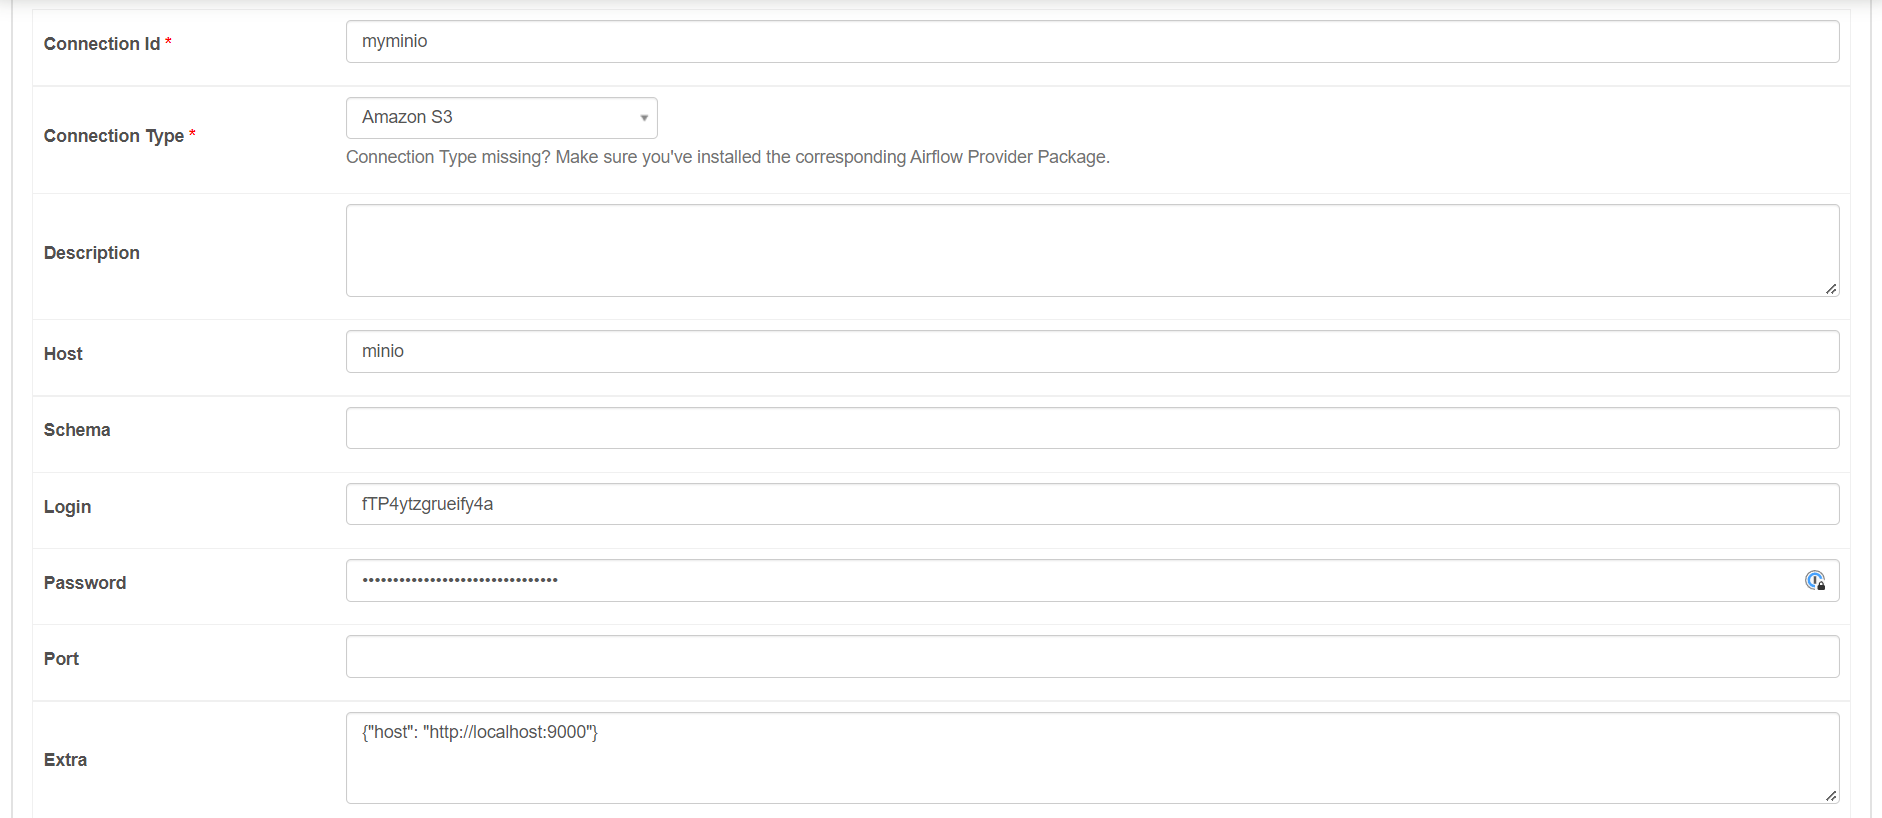 Connection Id *
myminio
Connection Type *
Amazon S3
Connection Type missing? Make sure you've installed the corresponding Airflow Provider Package.
Description
Host
minio
Schema
Login
fTP4ytzgrueify4a
Password
••••••••••••••••••••••••••••••••
Port
Extra
{"host": "http://localhost:9000"}